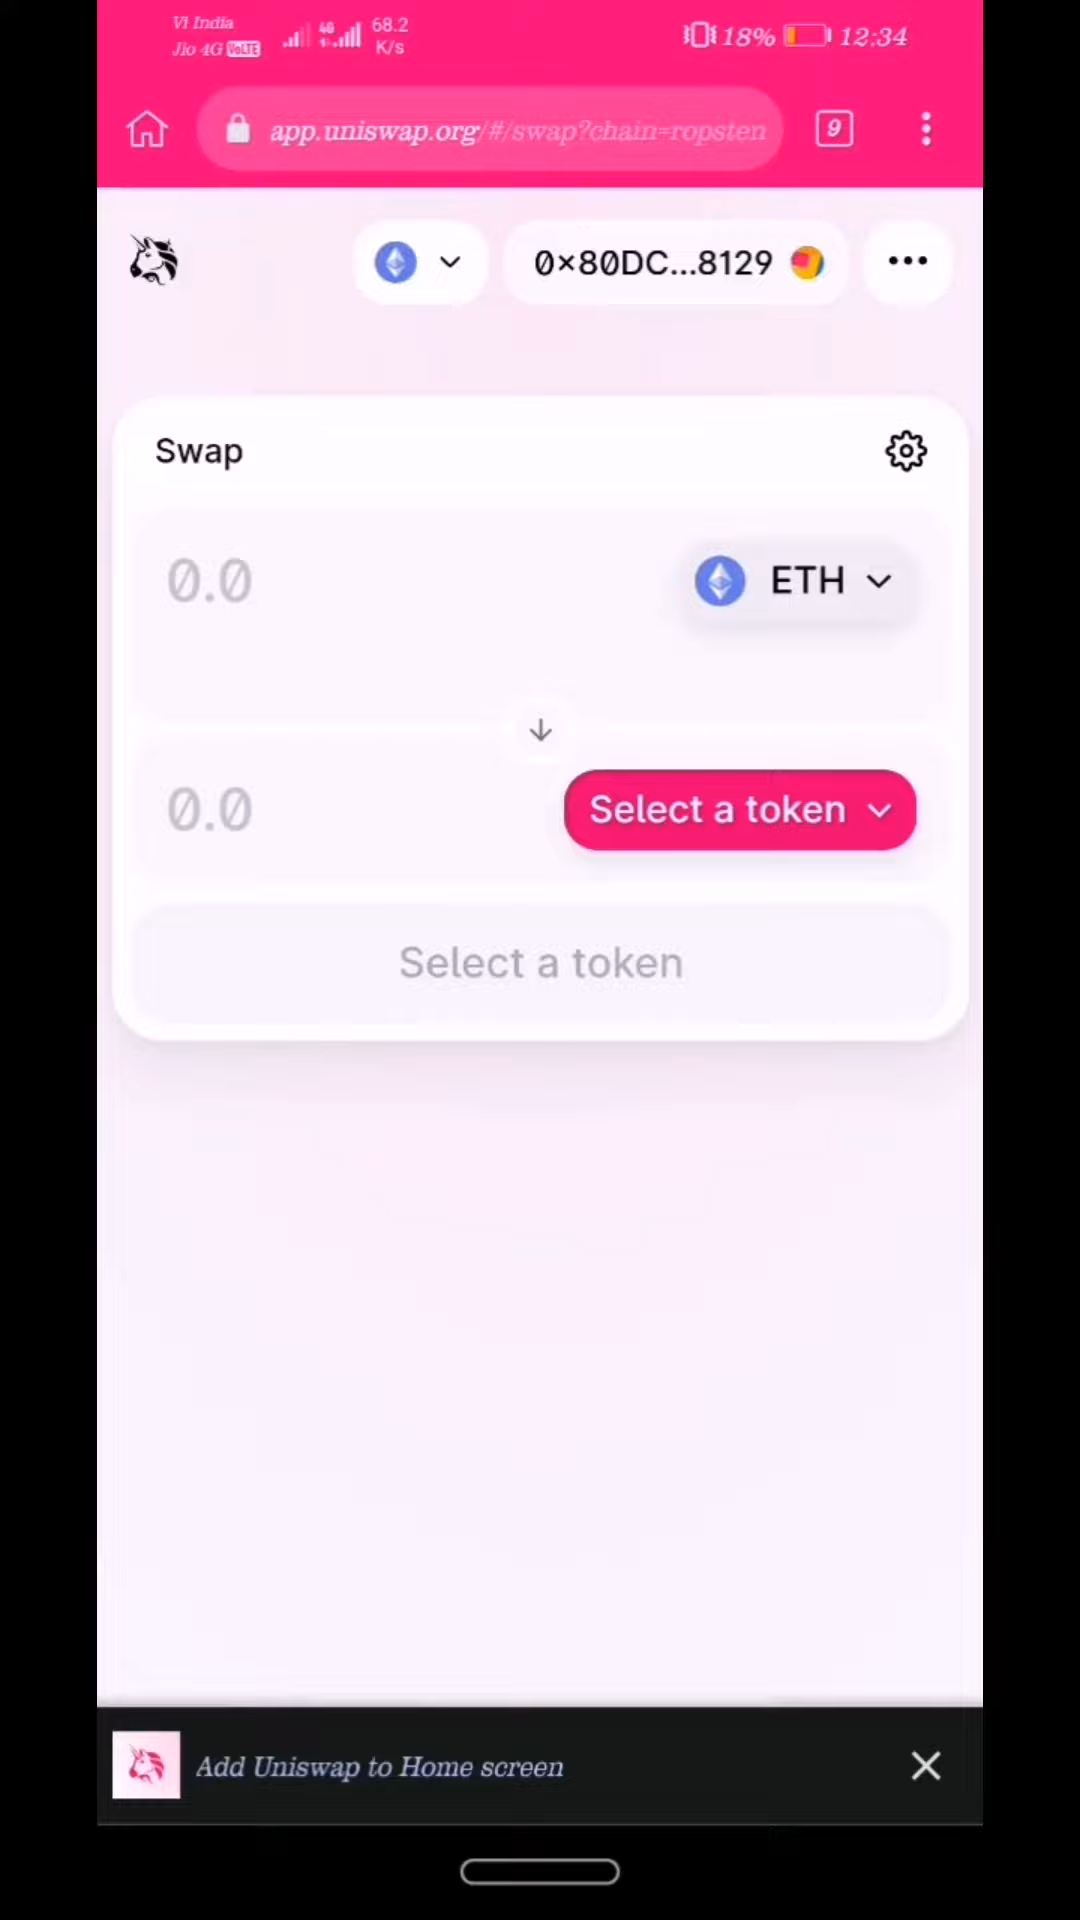 VI India
Jio 4G VoLTE
4G
68.2
K/s
18%
12:34
app.uniswap.org/#/swap?chain=ropsten
9
0×80DC...8129
Swap
0.0
ETH
0.0
Select a token
Select a token
Add Uniswap to Home screen